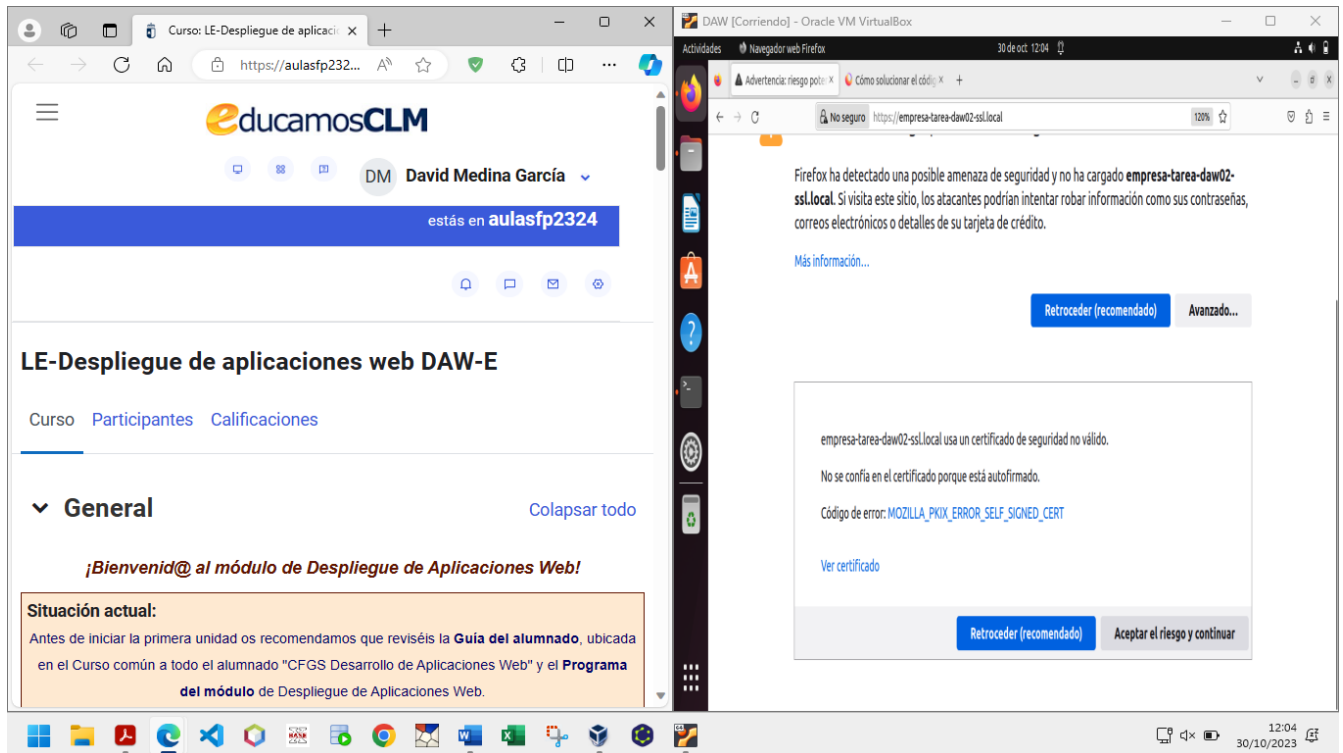 Curso: LE-Despliegue de aplicacio
https://aulasfp232...
educamosCLM
DM David Medina García
estás en aulasfp2324
LE-Despliegue de aplicaciones web DAW-E
Curso Participantes Calificaciones
General Colapsar todo
¡Bienvenid@ al módulo de Despliegue de Aplicaciones Web!
Situación actual:
Antes de iniciar la primera unidad os recomendamos que reviséis la Guía del alumnado, ubicada
en el Curso común a todo el alumnado "CFGS Desarrollo de Aplicaciones Web" y el Programa
del módulo de Despliegue de Aplicaciones Web.
DAW [Corriendo] - Oracle VM VirtualBox
Actividades Navegador web Firefox 30 de oct 12:04
Advertencia: riesgo pote Cómo solucionar el códig
No seguro https://empresa-tarea-daw02-ssl.local 120%
Firefox ha detectado una posible amenaza de seguridad y no ha cargado empresa-tarea-daw02-
ssl.local. Si visita este sitio, los atacantes podrían intentar robar información como sus contraseñas,
correos electrónicos o detalles de su tarjeta de crédito.
Más información...
Retroceder (recomendado) Avanzado...
empresa-tarea-daw02-ssl.local usa un certificado de seguridad no válido.
No se confía en el certificado porque está autofirmado.
Código de error: MOZILLA_PKIX_ERROR_SELF_SIGNED_CERT
Ver certificado
Retroceder (recomendado) Aceptar el riesgo y continuar
12:04
30/10/2023